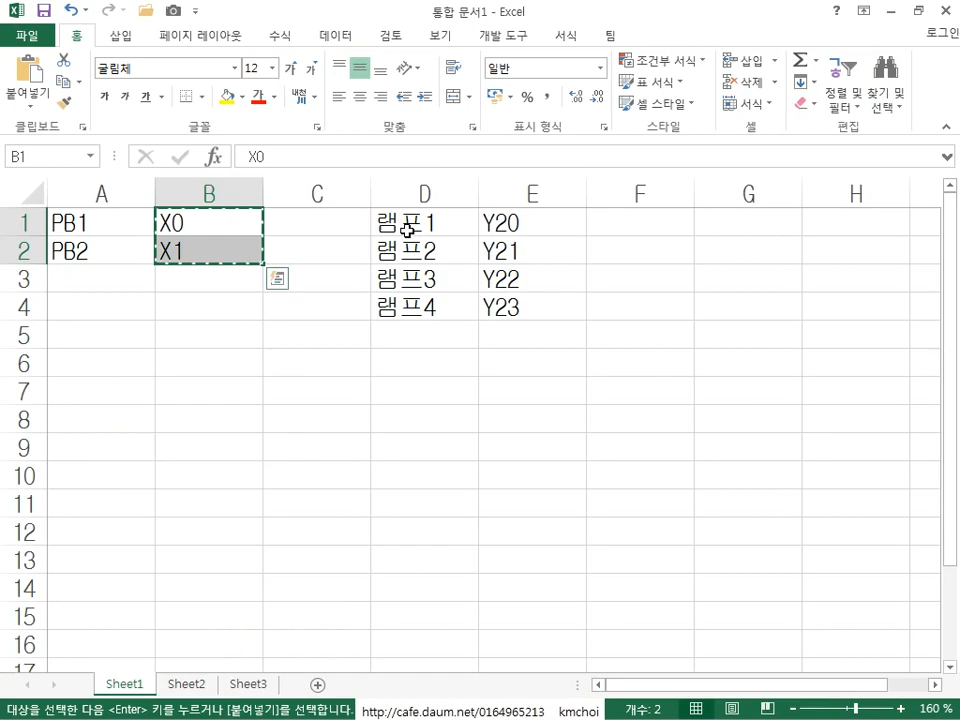 통합 문서1 - Excel
파일 홈 삽입 페이지 레이아웃 수식 데이터 검토 보기 개발 도구 서식 팀 로그인
붙여넣기
굴림체 12 가 가
가 가 가 내천
일반
% ,
조건부 서식
표 서식
셀 스타일
삽입
삭제
서식
정렬 및 필터
찾기 및 선택
클립보드 글꼴 맞춤 표시 형식 스타일 셀 편집
B1 fx X0
A B C D E F G H
1 PB1 X0 램프1 Y20
2 PB2 X1 램프2 Y21
3 램프3 Y22
4 램프4 Y23
5
6
7
8
9
10
11
12
13
14
15
16
17
Sheet1 Sheet2 Sheet3
대상을 선택한 다음 <Enter> 키를 누르거나 [붙여넣기]를 선택합니다. http://cafe.daum.net/0164965213 kmchoi 개수: 2 160 %